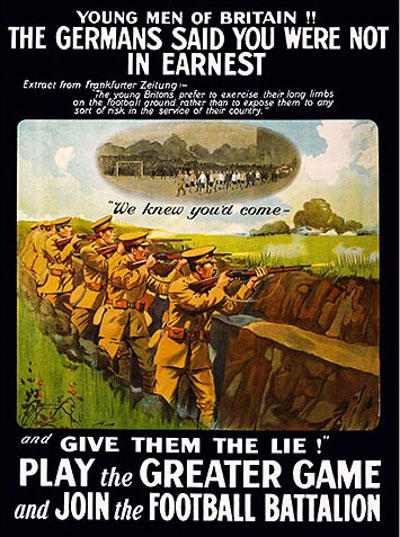 YOUNG MEN OF BRITAIN !!
THE GERMANS SAID YOU WERE NOT
IN EARNEST
Extract from Frankfurter Zeitung:—
"The young Britons prefer to exercise their long limbs
on the football ground, rather than to expose them to any
sort of risk in the service of their country."
"We knew you'd come—
and GIVE THEM THE LIE !"
PLAY the GREATER GAME
and JOIN the FOOTBALL BATTALION